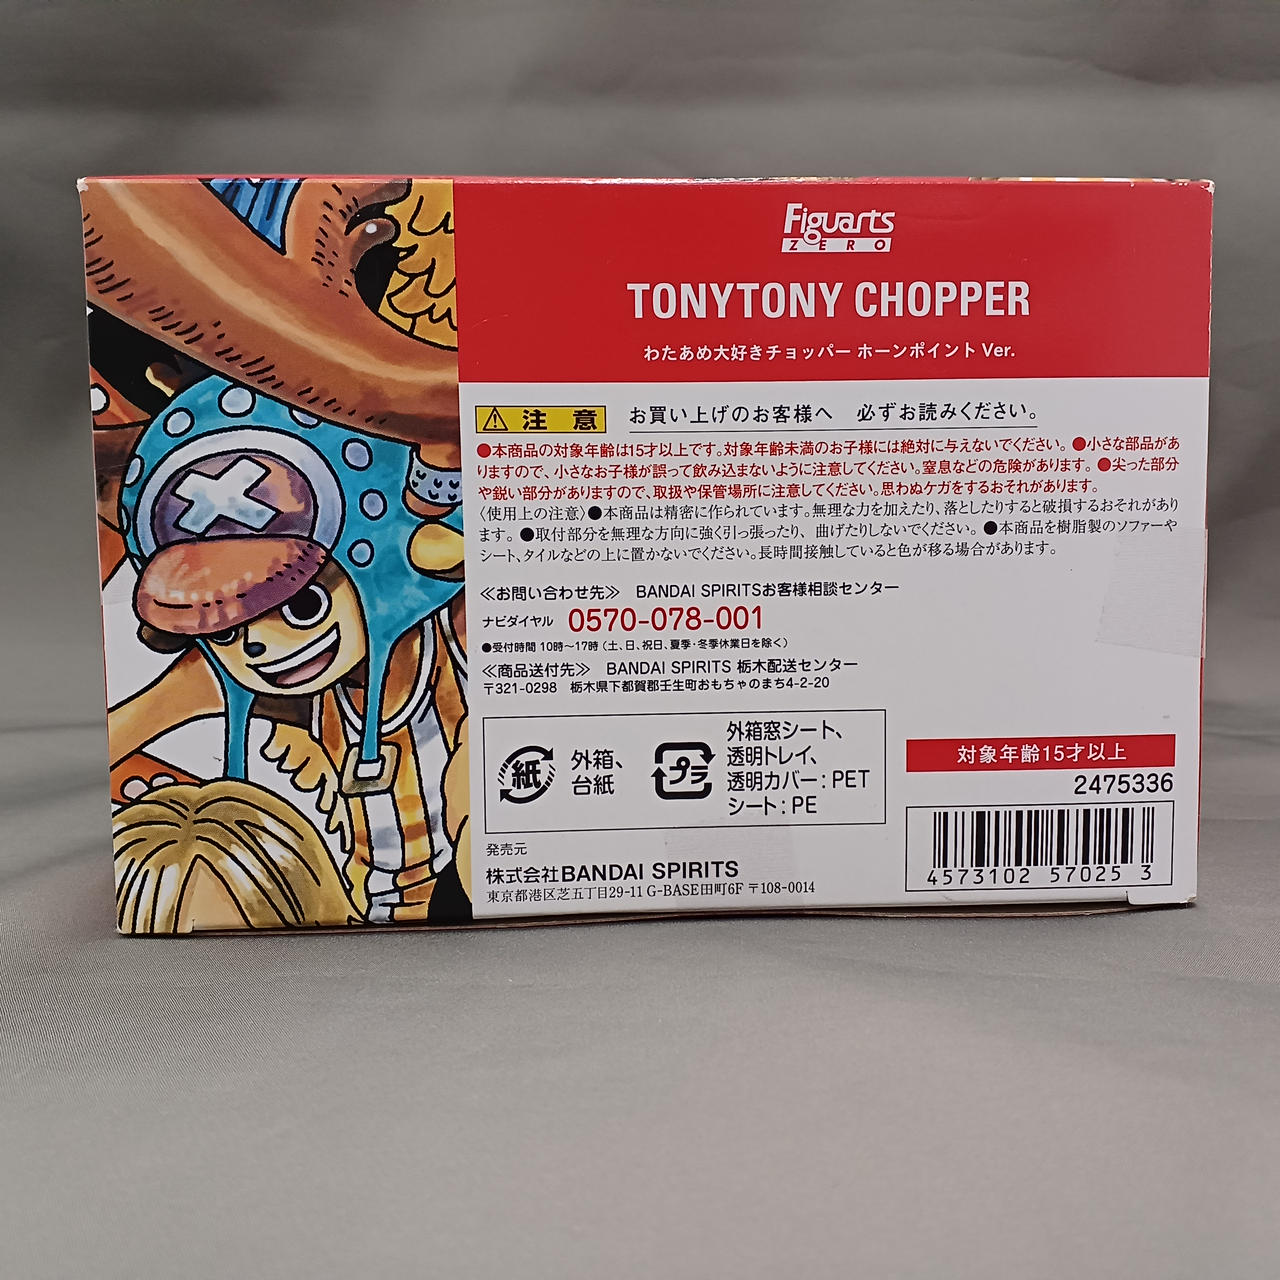 Figuarts
ZERO
TONYTONY CHOPPER
わたあめ大好きチョッパー ホーンポイント Ver.
注 意 お買い上げのお客様へ 必ずお読みください。
●本商品の対象年齢は15才以上です。対象年齢未満のお子様には絶対に与えないでください。 ●小さな部品があ
りますので、小さなお子様が誤って飲み込まないように注意してください。窒息などの危険があります。 ●尖った部分
や鋭い部分がありますので、取扱や保管場所に注意してください。思わぬケガをするおそれがあります。
〈使用上の注意〉●本商品は精密に作られています。無理な力を加えたり、落としたりすると破損するおそれがあり
ます。 ●取付部分を無理な方向に強く引っ張ったり、曲げたりしないでください。 ●本商品を樹脂製のソファーや
シート、タイルなどの上に置かないでください。長時間接触していると色が移る場合があります。
≪お問い合わせ先≫ BANDAI SPIRITSお客様相談センター
ナビダイヤル 0570-078-001
●受付時間 10時～17時 (土、日、祝日、夏季・冬季休業日を除く)
≪商品送付先≫ BANDAI SPIRITS 栃木配送センター
〒321-0298 栃木県下都賀郡壬生町おもちゃのまち4-2-20
紙 外箱、
台紙
プラ 外箱窓シート、
透明トレイ、
透明カバー：PET
シート：PE
対象年齢15才以上
2475336
4573102 57025 3
発売元
株式会社BANDAI SPIRITS
東京都港区芝五丁目29-11 G-BASE田町6F 〒108-0014